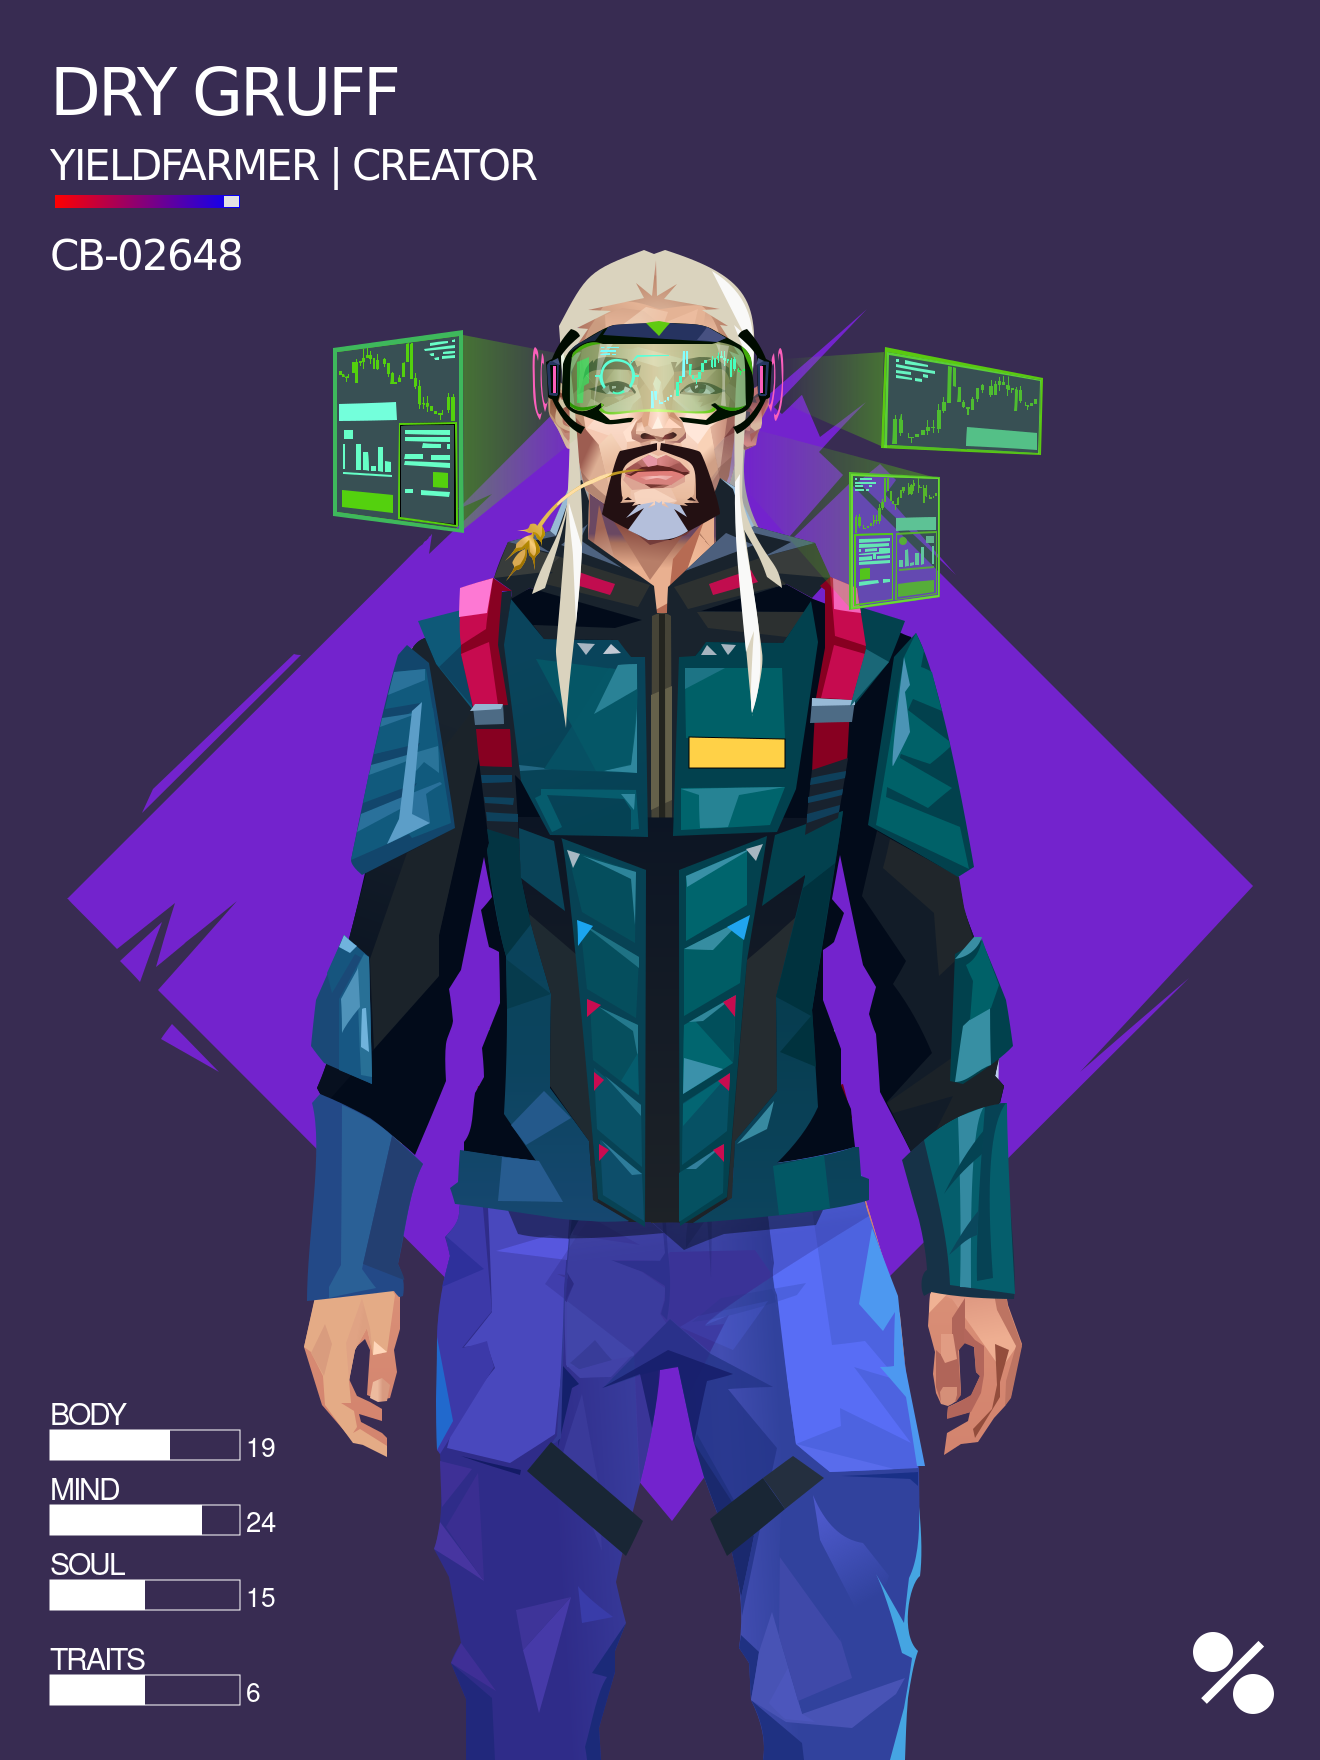 DRY GRUFF
YIELDFARMER | CREATOR
CB-02648
BODY
19
MIND
24
SOUL
15
TRAITS
6